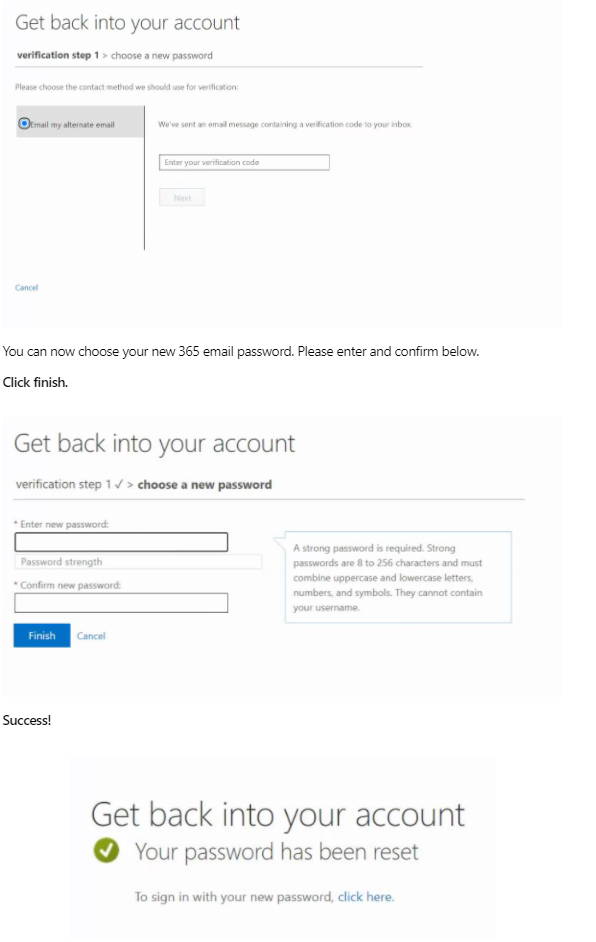 Get back into your account
verification step 1 > choose a new password
Please choose the contact method we should use for verification:
Email my alternate email
We've sent an email message containing a verification code to your inbox.
Enter your verification code
Next
Cancel
You can now choose your new 365 email password. Please enter and confirm below.
Click finish.
Get back into your account
verification step 1 ✓ > choose a new password
* Enter new password:
Password strength
* Confirm new password:
A strong password is required. Strong
passwords are 8 to 256 characters and must
combine uppercase and lowercase letters,
numbers, and symbols. They cannot contain
your username.
Finish Cancel
Success!
Get back into your account
Your password has been reset
To sign in with your new password, click here.